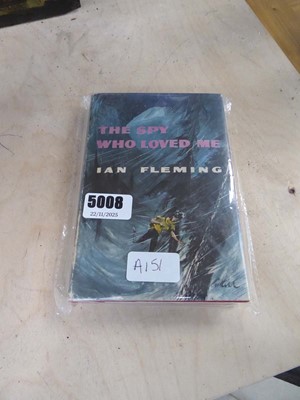 THE SPY
WHO LOVED ME
IAN FLEMING
5008
22/11/2025
A151